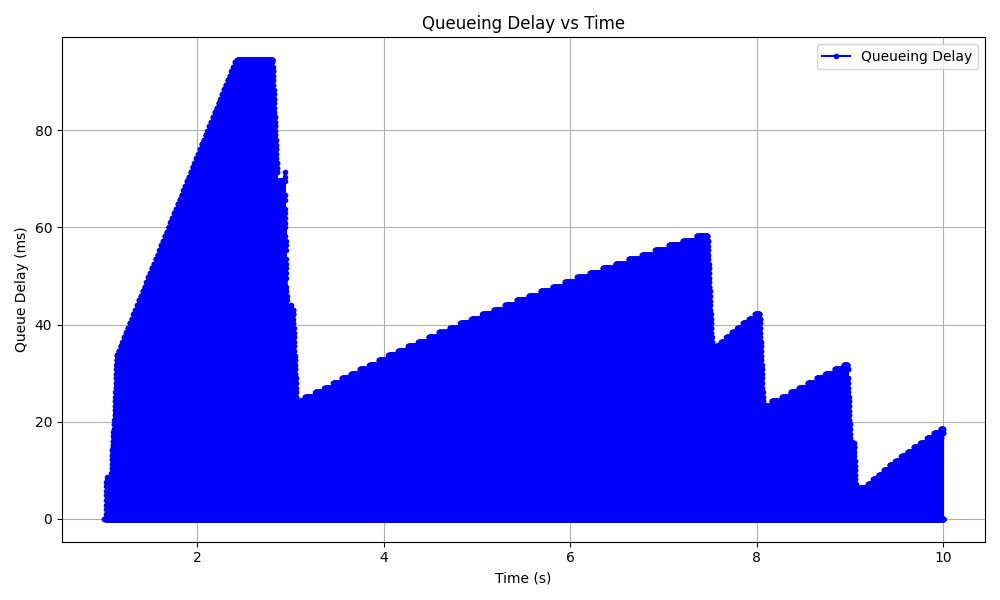 Queueing Delay vs Time
Queueing Delay
Queue Delay (ms)
80
60
40
20
0
2 4 6 8 10
Time (s)